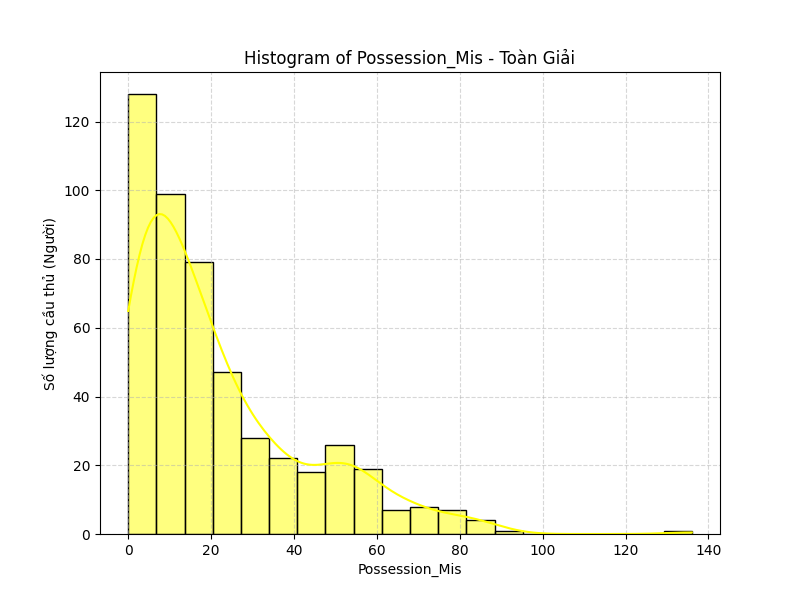 Histogram of Possession_Mis - Toàn Giải
120
100
80
60
40
20
0
Số lượng cầu thủ (Người)
0 20 40 60 80 100 120 140
Possession_Mis